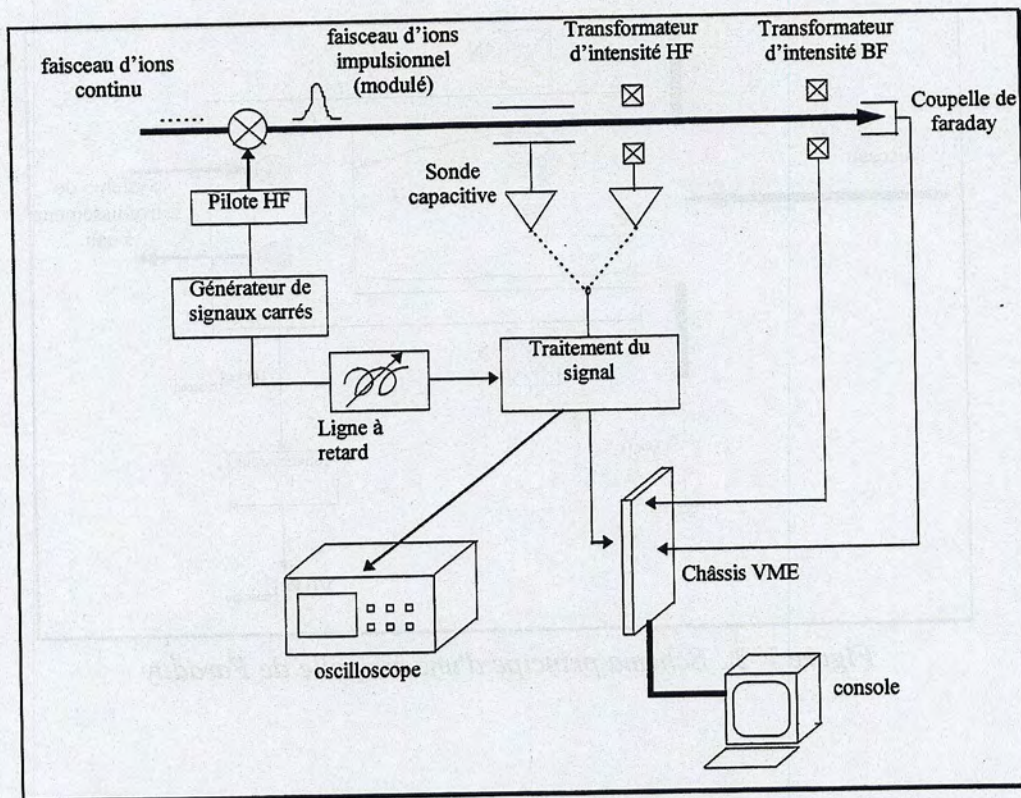 faisceau d'ions
continu
faisceau d'ions
impulsionnel
(modulé)
Transformateur
d'intensité HF
Transformateur
d'intensité BF
Coupelle de
faraday
Sonde
capacitive
Pilote HF
Générateur de
signaux carrés
Ligne à
retard
Traitement du
signal
Châssis VME
oscilloscope
console